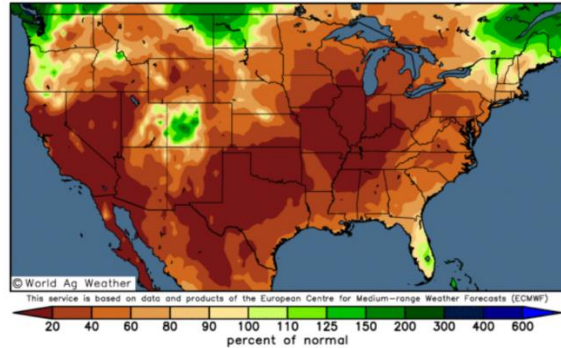 © World Ag Weather
This service is based on data and products of the European Centre for Medium-range Weather Forecasts (ECMWF)
20 40 60 80 90 100 110 125 150 200 300 400 600
percent of normal